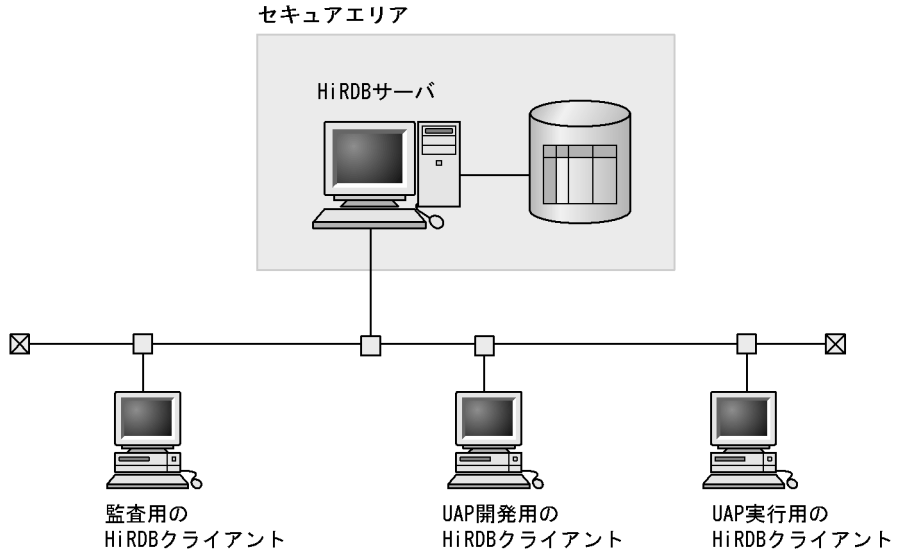 セキュアエリア
HiRDBサーバ
監査用の
HiRDBクライアント
UAP開発用の
HiRDBクライアント
UAP実行用の
HiRDBクライアント